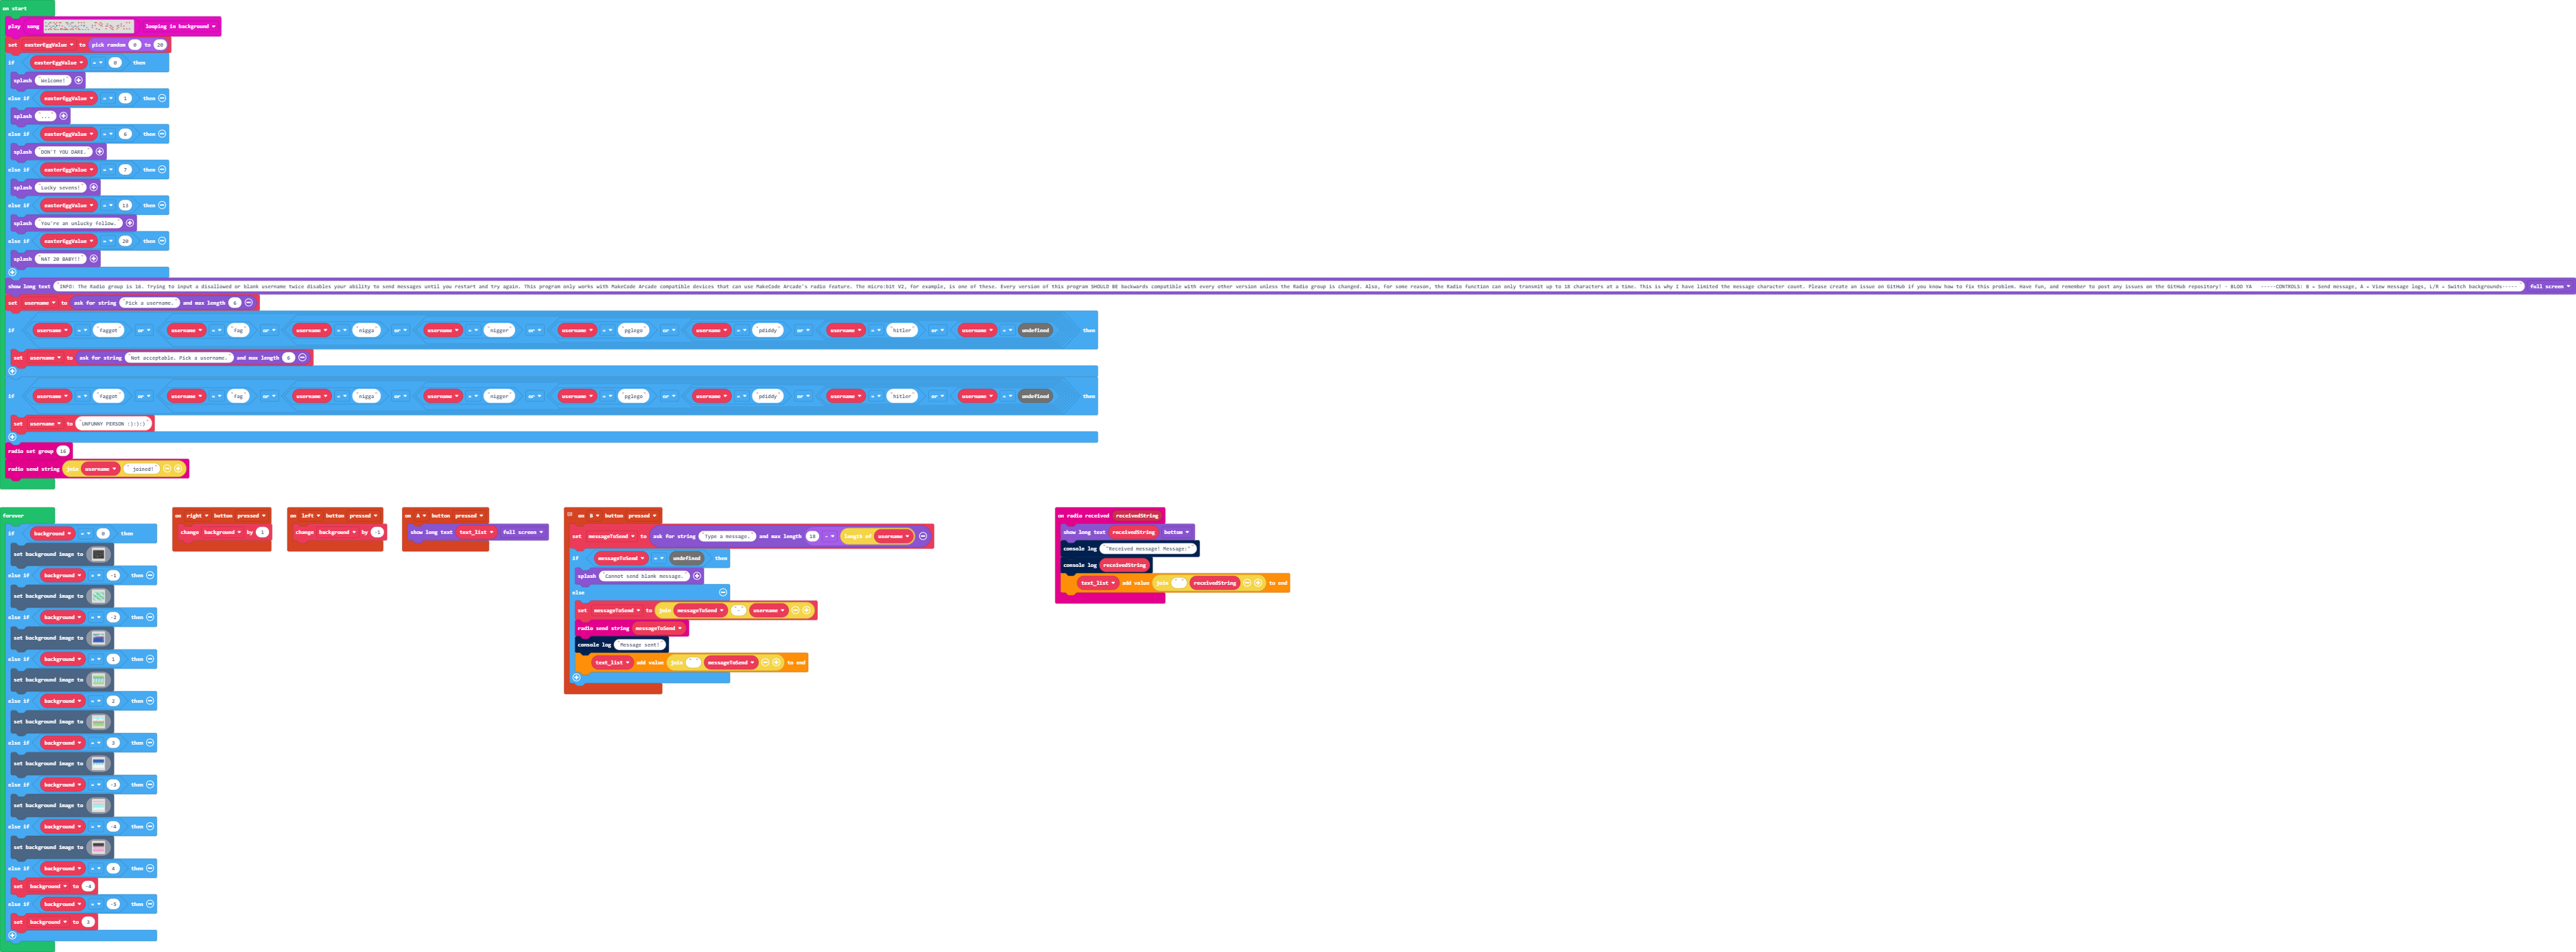 on start
play song looping in background
set easterEggValue to pick random 0 to 20
if easterEggValue = 0 then
splash "Welcome!"
else if easterEggValue = 1 then
splash "..."
else if easterEggValue = 6 then
splash "DON'T YOU DARE."
else if easterEggValue = 7 then
splash "Lucky sevens!"
else if easterEggValue = 13 then
splash "You're an unlucky fellow."
else if easterEggValue = 20 then
splash "NAT 20 BABY!!"
show long text "INFO: The Radio group is 16. Trying to input a disallowed or blank username twice disables your ability to send messages until you restart and try again. This program only works with MakeCode Arcade compatible devices that can use MakeCode Arcade's radio feature. The micro:bit V2, for example, is one of these. Every version of this program SHOULD BE backwards compatible with every other version unless the Radio group is changed. Also, for some reason, the Radio function can only transmit up to 18 characters at a time. This is why I have limited the message character count. Please create an issue on GitHub if you know how to fix this problem. Have fun, and remember to post any issues on the GitHub repository! - BLOD YA -----CONTROLS: B = Send message, A = View message logs, L/R = Switch backgrounds-----" full screen
set username to ask for string "Pick a username." and max length 6
if username = "faggot" or username = "fag" or username = "nigga" or username = "nigger" or username = "pglego" or username = "pdiddy" or username = "hitler" or username = undefined then
set username to ask for string "Not acceptable. Pick a username." and max length 6
if username = "faggot" or username = "fag" or username = "nigga" or username = "nigger" or username = "pglego" or username = "pdiddy" or username = "hitler" or username = undefined then
set username to "UNFUNNY PERSON :):):)"
radio set group 16
radio send string join username " joined!"
forever
if background = 0 then
set background image to
else if background = -1 then
set background image to
else if background = -2 then
set background image to
else if background = 1 then
set background image to
else if background = 2 then
set background image to
else if background = 3 then
set background image to
else if background = -3 then
set background image to
else if background = -4 then
set background image to
else if background = 4 then
set background to -4
else if background = -5 then
set background to 3
on right button pressed
change background by 1
on left button pressed
change background by -1
on A button pressed
show long text text_list full screen
on B button pressed
set messageToSend to ask for string "Type a message." and max length 18 - length of username
if messageToSend = undefined then
splash "Cannot send blank message."
else
set messageToSend to join messageToSend "-" username
radio send string messageToSend
console log "Message sent!"
text_list add value join " " messageToSend to end
on radio received receivedString
show long text receivedString bottom
console log "Received message! Message:"
console log receivedString
text_list add value join " " receivedString to end